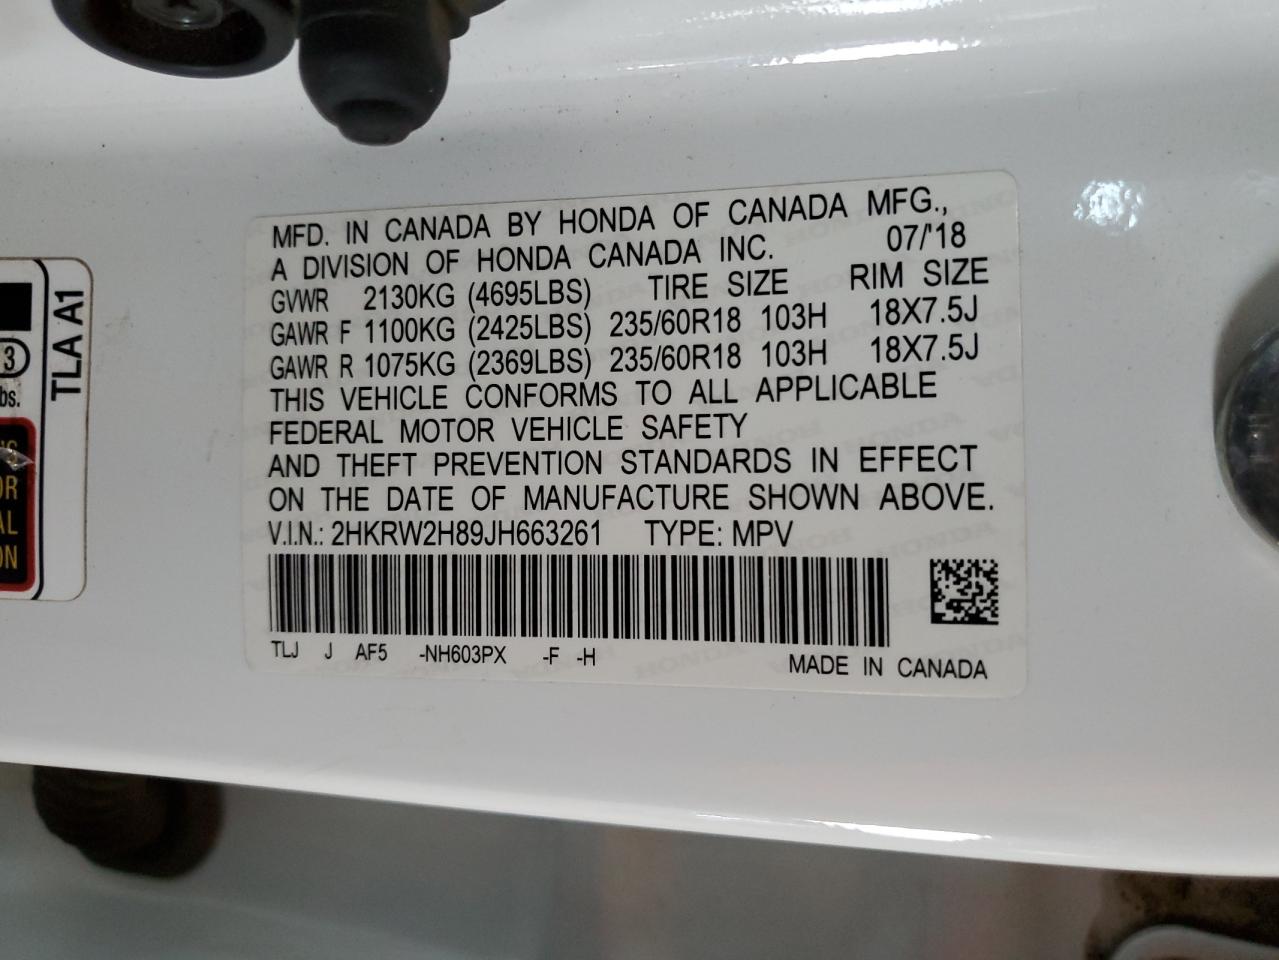 MFD. IN CANADA BY HONDA OF CANADA MFG.,
A DIVISION OF HONDA CANADA INC. 07/'18
GVWR 2130KG (4695LBS) TIRE SIZE RIM SIZE
GAWR F 1100KG (2425LBS) 235/60R18 103H 18X7.5J
GAWR R 1075KG (2369LBS) 235/60R18 103H 18X7.5J
THIS VEHICLE CONFORMS TO ALL APPLICABLE
FEDERAL MOTOR VEHICLE SAFETY
AND THEFT PREVENTION STANDARDS IN EFFECT
ON THE DATE OF MANUFACTURE SHOWN ABOVE.
V.I.N.: 2HKRW2H89JH663261 TYPE: MPV
TLJ J AF5 -NH603PX -F -H
MADE IN CANADA
TLA A1
3